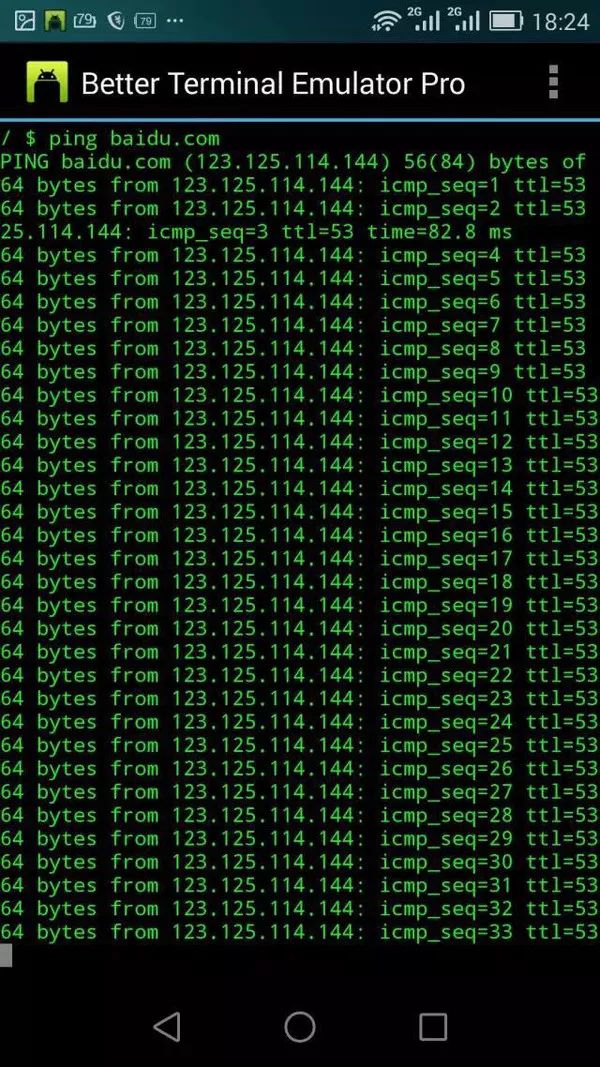 79
79
2G
2G
18:24
Better Terminal Emulator Pro
/ $ ping baidu.com
PING baidu.com (123.125.114.144) 56(84) bytes of
64 bytes from 123.125.114.144: icmp_seq=1 ttl=53
64 bytes from 123.125.114.144: icmp_seq=2 ttl=53
25.114.144: icmp_seq=3 ttl=53 time=82.8 ms
64 bytes from 123.125.114.144: icmp_seq=4 ttl=53
64 bytes from 123.125.114.144: icmp_seq=5 ttl=53
64 bytes from 123.125.114.144: icmp_seq=6 ttl=53
64 bytes from 123.125.114.144: icmp_seq=7 ttl=53
64 bytes from 123.125.114.144: icmp_seq=8 ttl=53
64 bytes from 123.125.114.144: icmp_seq=9 ttl=53
64 bytes from 123.125.114.144: icmp_seq=10 ttl=53
64 bytes from 123.125.114.144: icmp_seq=11 ttl=53
64 bytes from 123.125.114.144: icmp_seq=12 ttl=53
64 bytes from 123.125.114.144: icmp_seq=13 ttl=53
64 bytes from 123.125.114.144: icmp_seq=14 ttl=53
64 bytes from 123.125.114.144: icmp_seq=15 ttl=53
64 bytes from 123.125.114.144: icmp_seq=16 ttl=53
64 bytes from 123.125.114.144: icmp_seq=17 ttl=53
64 bytes from 123.125.114.144: icmp_seq=18 ttl=53
64 bytes from 123.125.114.144: icmp_seq=19 ttl=53
64 bytes from 123.125.114.144: icmp_seq=20 ttl=53
64 bytes from 123.125.114.144: icmp_seq=21 ttl=53
64 bytes from 123.125.114.144: icmp_seq=22 ttl=53
64 bytes from 123.125.114.144: icmp_seq=23 ttl=53
64 bytes from 123.125.114.144: icmp_seq=24 ttl=53
64 bytes from 123.125.114.144: icmp_seq=25 ttl=53
64 bytes from 123.125.114.144: icmp_seq=26 ttl=53
64 bytes from 123.125.114.144: icmp_seq=27 ttl=53
64 bytes from 123.125.114.144: icmp_seq=28 ttl=53
64 bytes from 123.125.114.144: icmp_seq=29 ttl=53
64 bytes from 123.125.114.144: icmp_seq=30 ttl=53
64 bytes from 123.125.114.144: icmp_seq=31 ttl=53
64 bytes from 123.125.114.144: icmp_seq=32 ttl=53
64 bytes from 123.125.114.144: icmp_seq=33 ttl=53